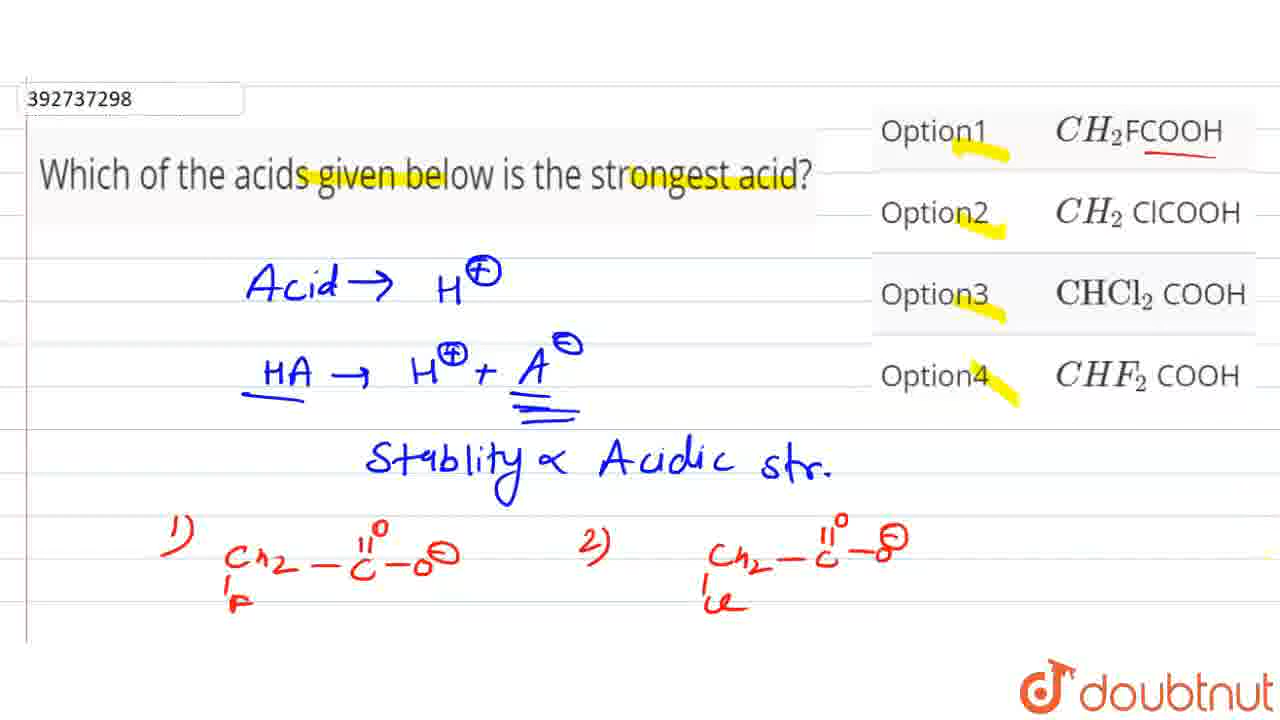 392737298
Which of the acids given below is the strongest acid?
Option1 CH₂FCOOH
Option2 CH₂ ClCOOH
Option3 CHCl₂ COOH
Option4 CHF₂ COOH
Acid → H⊕
HA → H⊕ + A⊖
Stablity ∝ Acidic str.
1) CH₂ – C – O⊖
O
F
2) CH₂ – C – O⊖
O
Cl
doubtnut